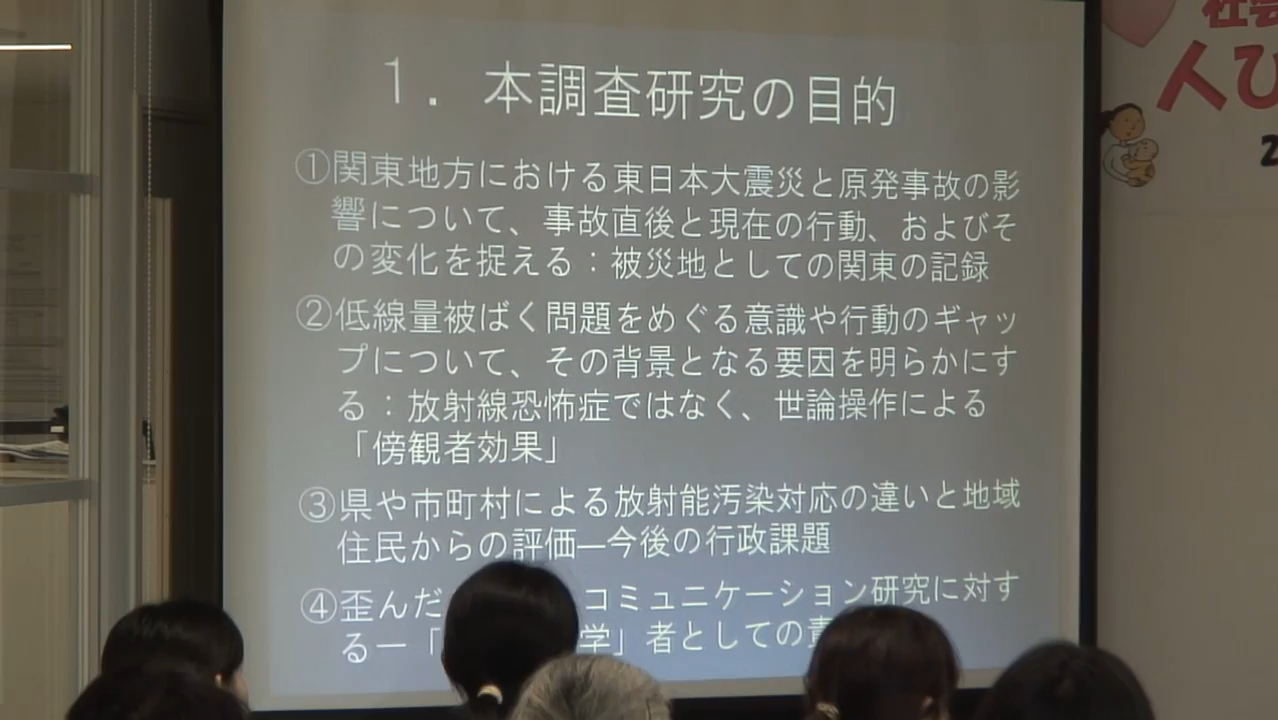 1. 本調査研究の目的
①関東地方における東日本大震災と原発事故の影
響について、事故直後と現在の行動、およびそ
の変化を捉える：被災地としての関東の記録
②低線量被ばく問題をめぐる意識や行動のギャッ
プについて、その背景となる要因を明らかにす
る：放射線恐怖症ではなく、世論操作による
「傍観者効果」
③県や市町村による放射能汚染対応の違いと地域
住民からの評価―今後の行政課題
④歪んだ コミュニケーション研究に対す
る―「 学」者としての責
社会
人び
2